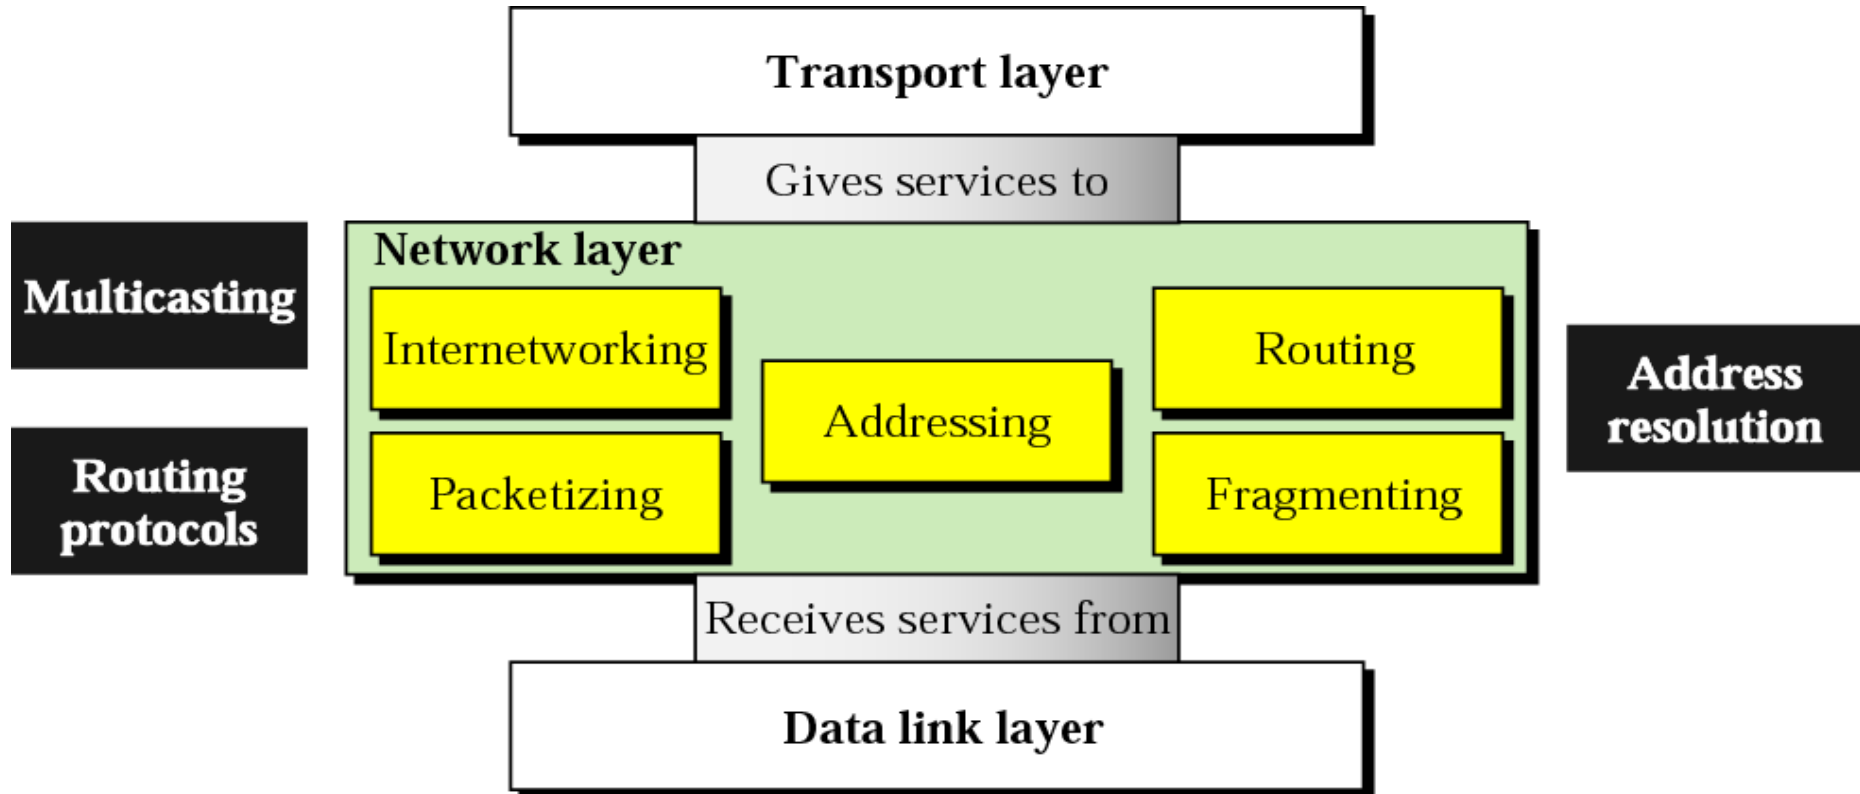 Transport layer
Gives services to
Multicasting
Routing
protocols
Network layer
Internetworking
Packetizing
Addressing
Routing
Fragmenting
Address
resolution
Receives services from
Data link layer